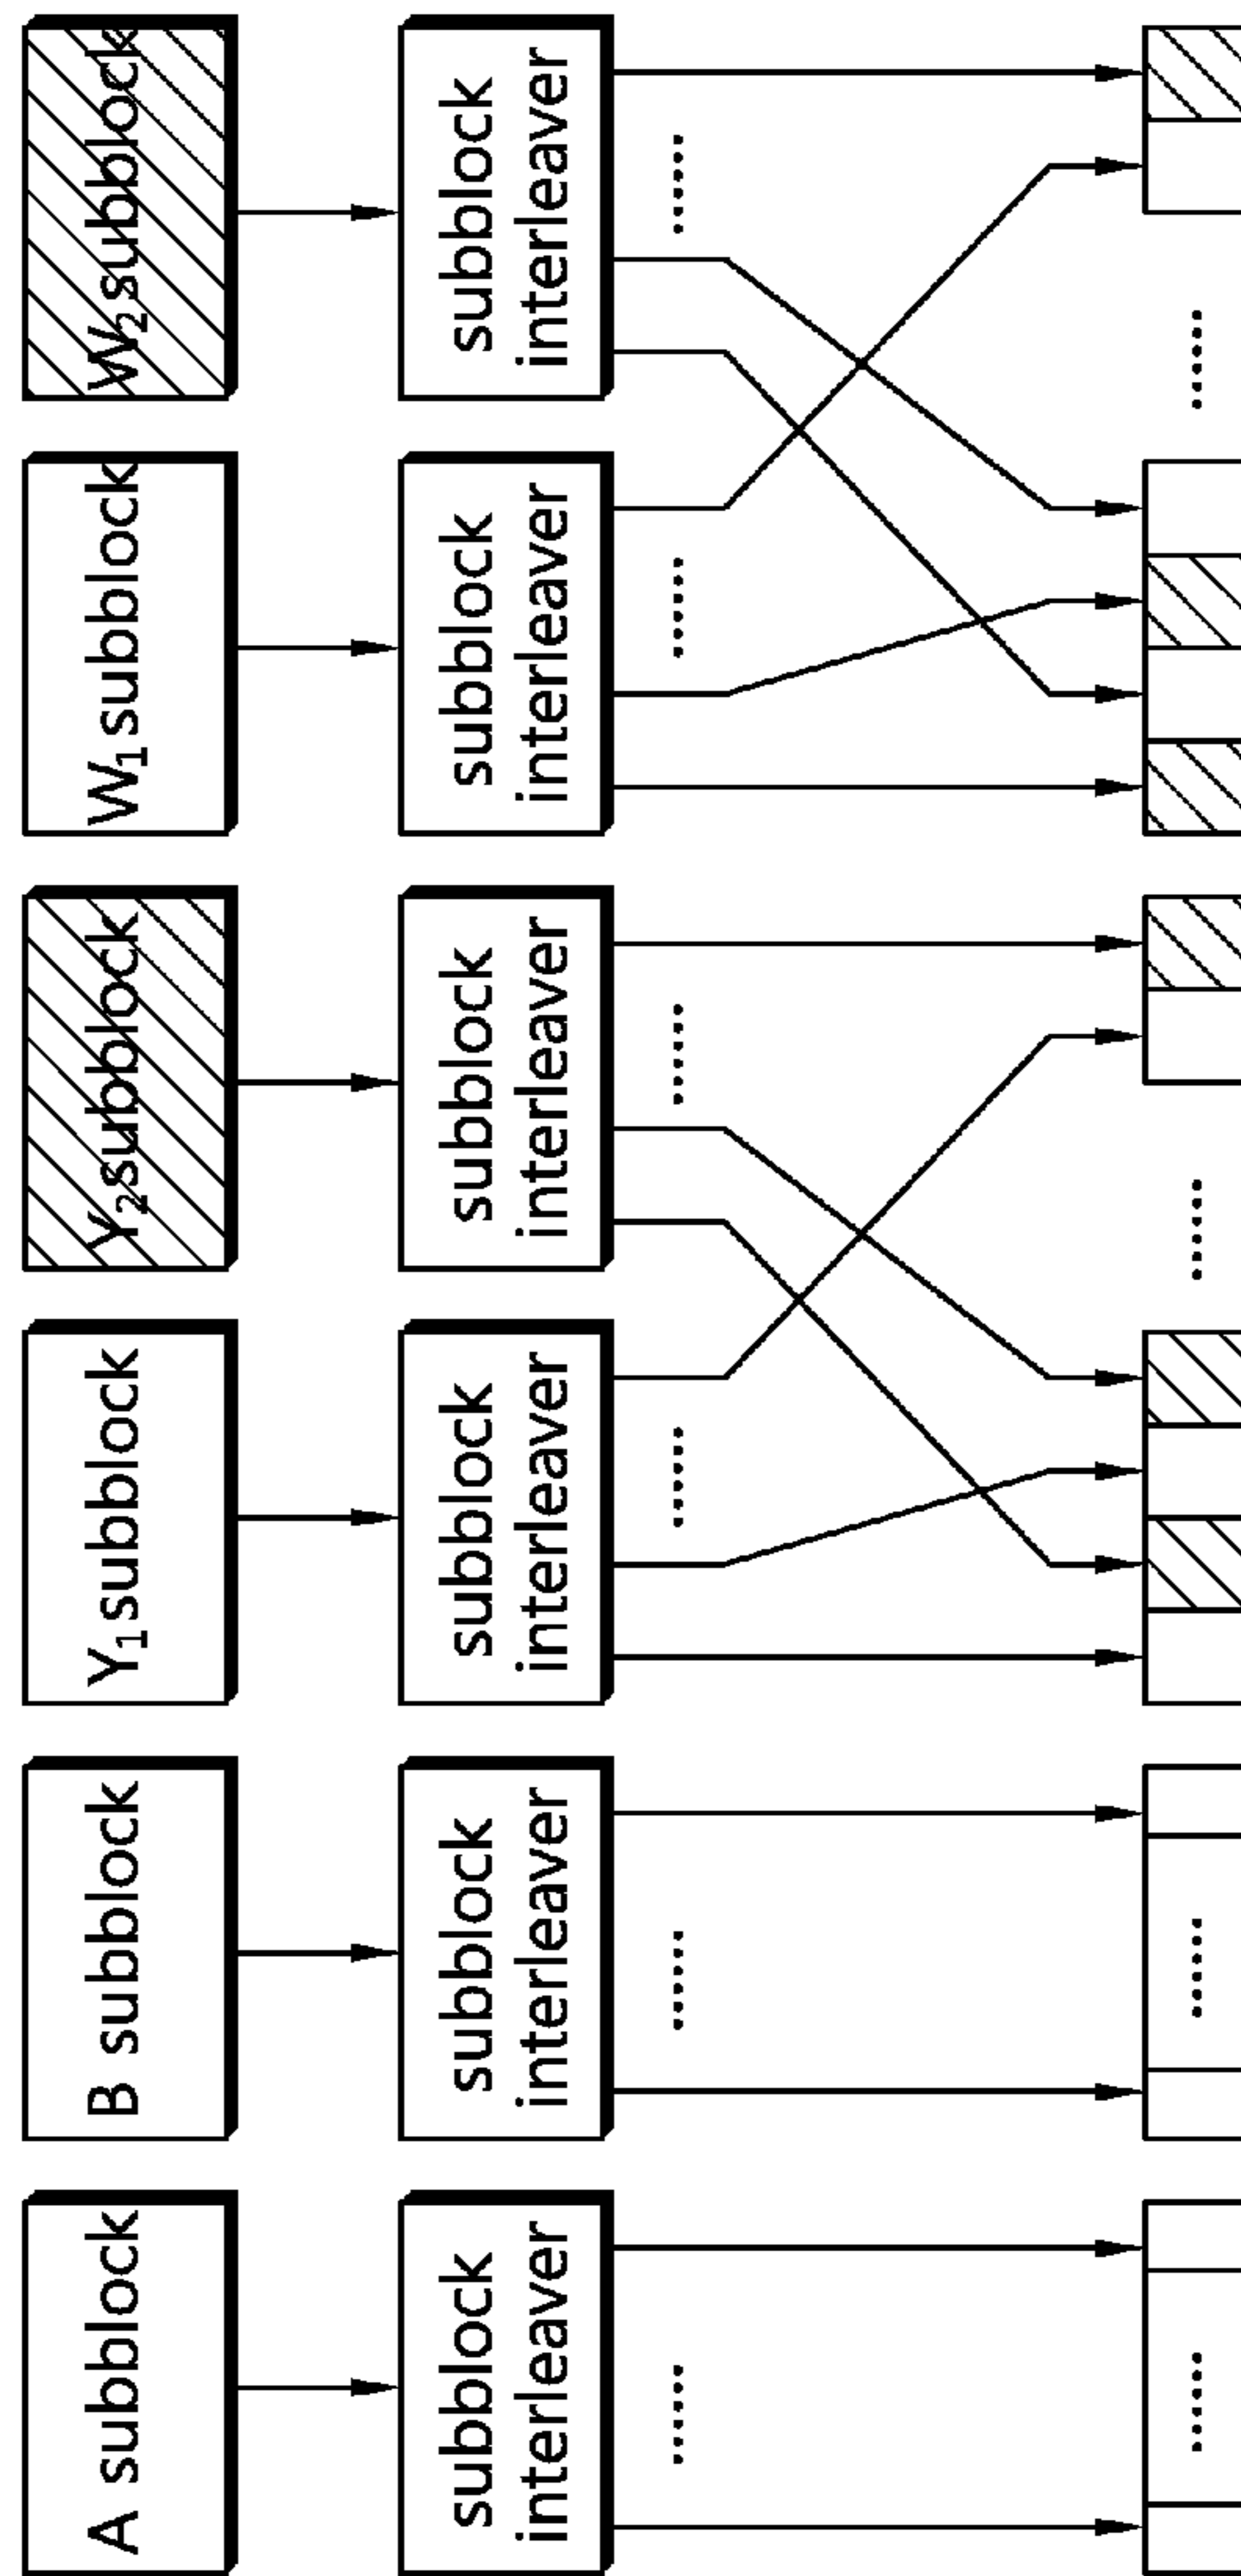 A subblock
B subblock
Y1 subblock
Y2 subblock
W1 subblock
W2 subblock
subblock
interleaver
subblock
interleaver
subblock
interleaver
subblock
interleaver
subblock
interleaver
subblock
interleaver